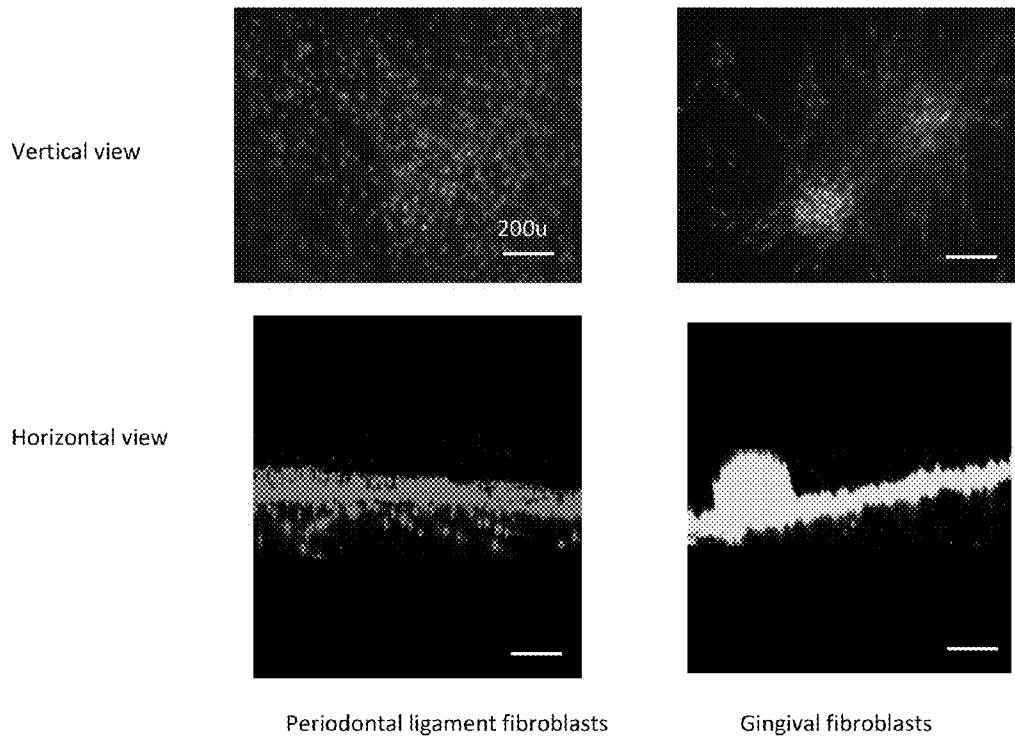 Vertical view
200u
Horizontal view
Periodontal ligament fibroblasts
Gingival fibroblasts